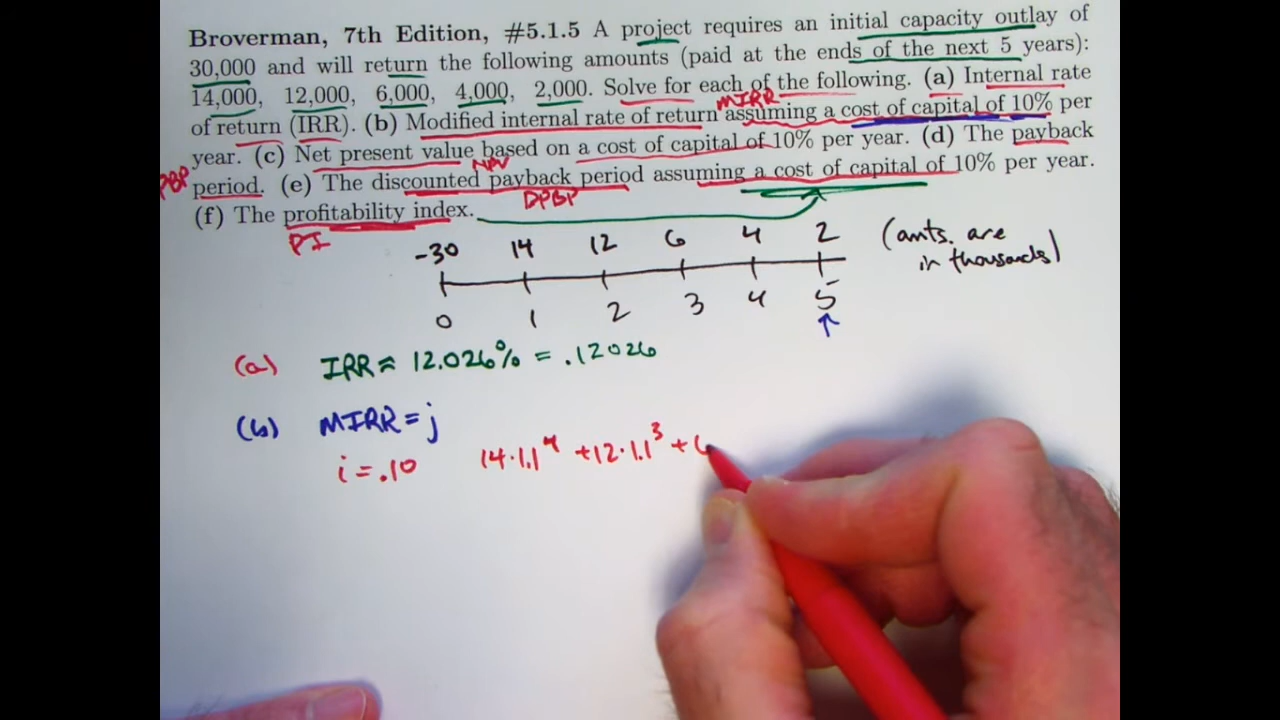 Broverman, 7th Edition, #5.1.5 A project requires an initial capacity outlay of
30,000 and will return the following amounts (paid at the ends of the next 5 years):
14,000, 12,000, 6,000, 4,000, 2,000. Solve for each of the following. (a) Internal rate
MIRR
of return (IRR). (b) Modified internal rate of return assuming a cost of capital of 10% per
year. (c) Net present value based on a cost of capital of 10% per year. (d) The payback
PBP NPV
period. (e) The discounted payback period assuming a cost of capital of 10% per year.
DPBP
(f) The profitability index.
PI
-30 14 12 6 4 2 (amts. are
in thousands)
0 1 2 3 4 5
(a) IRR ≈ 12.026% = .12026
(b) MIRR = j
i = .10 14·1.1⁴ + 12·1.1³ + 6